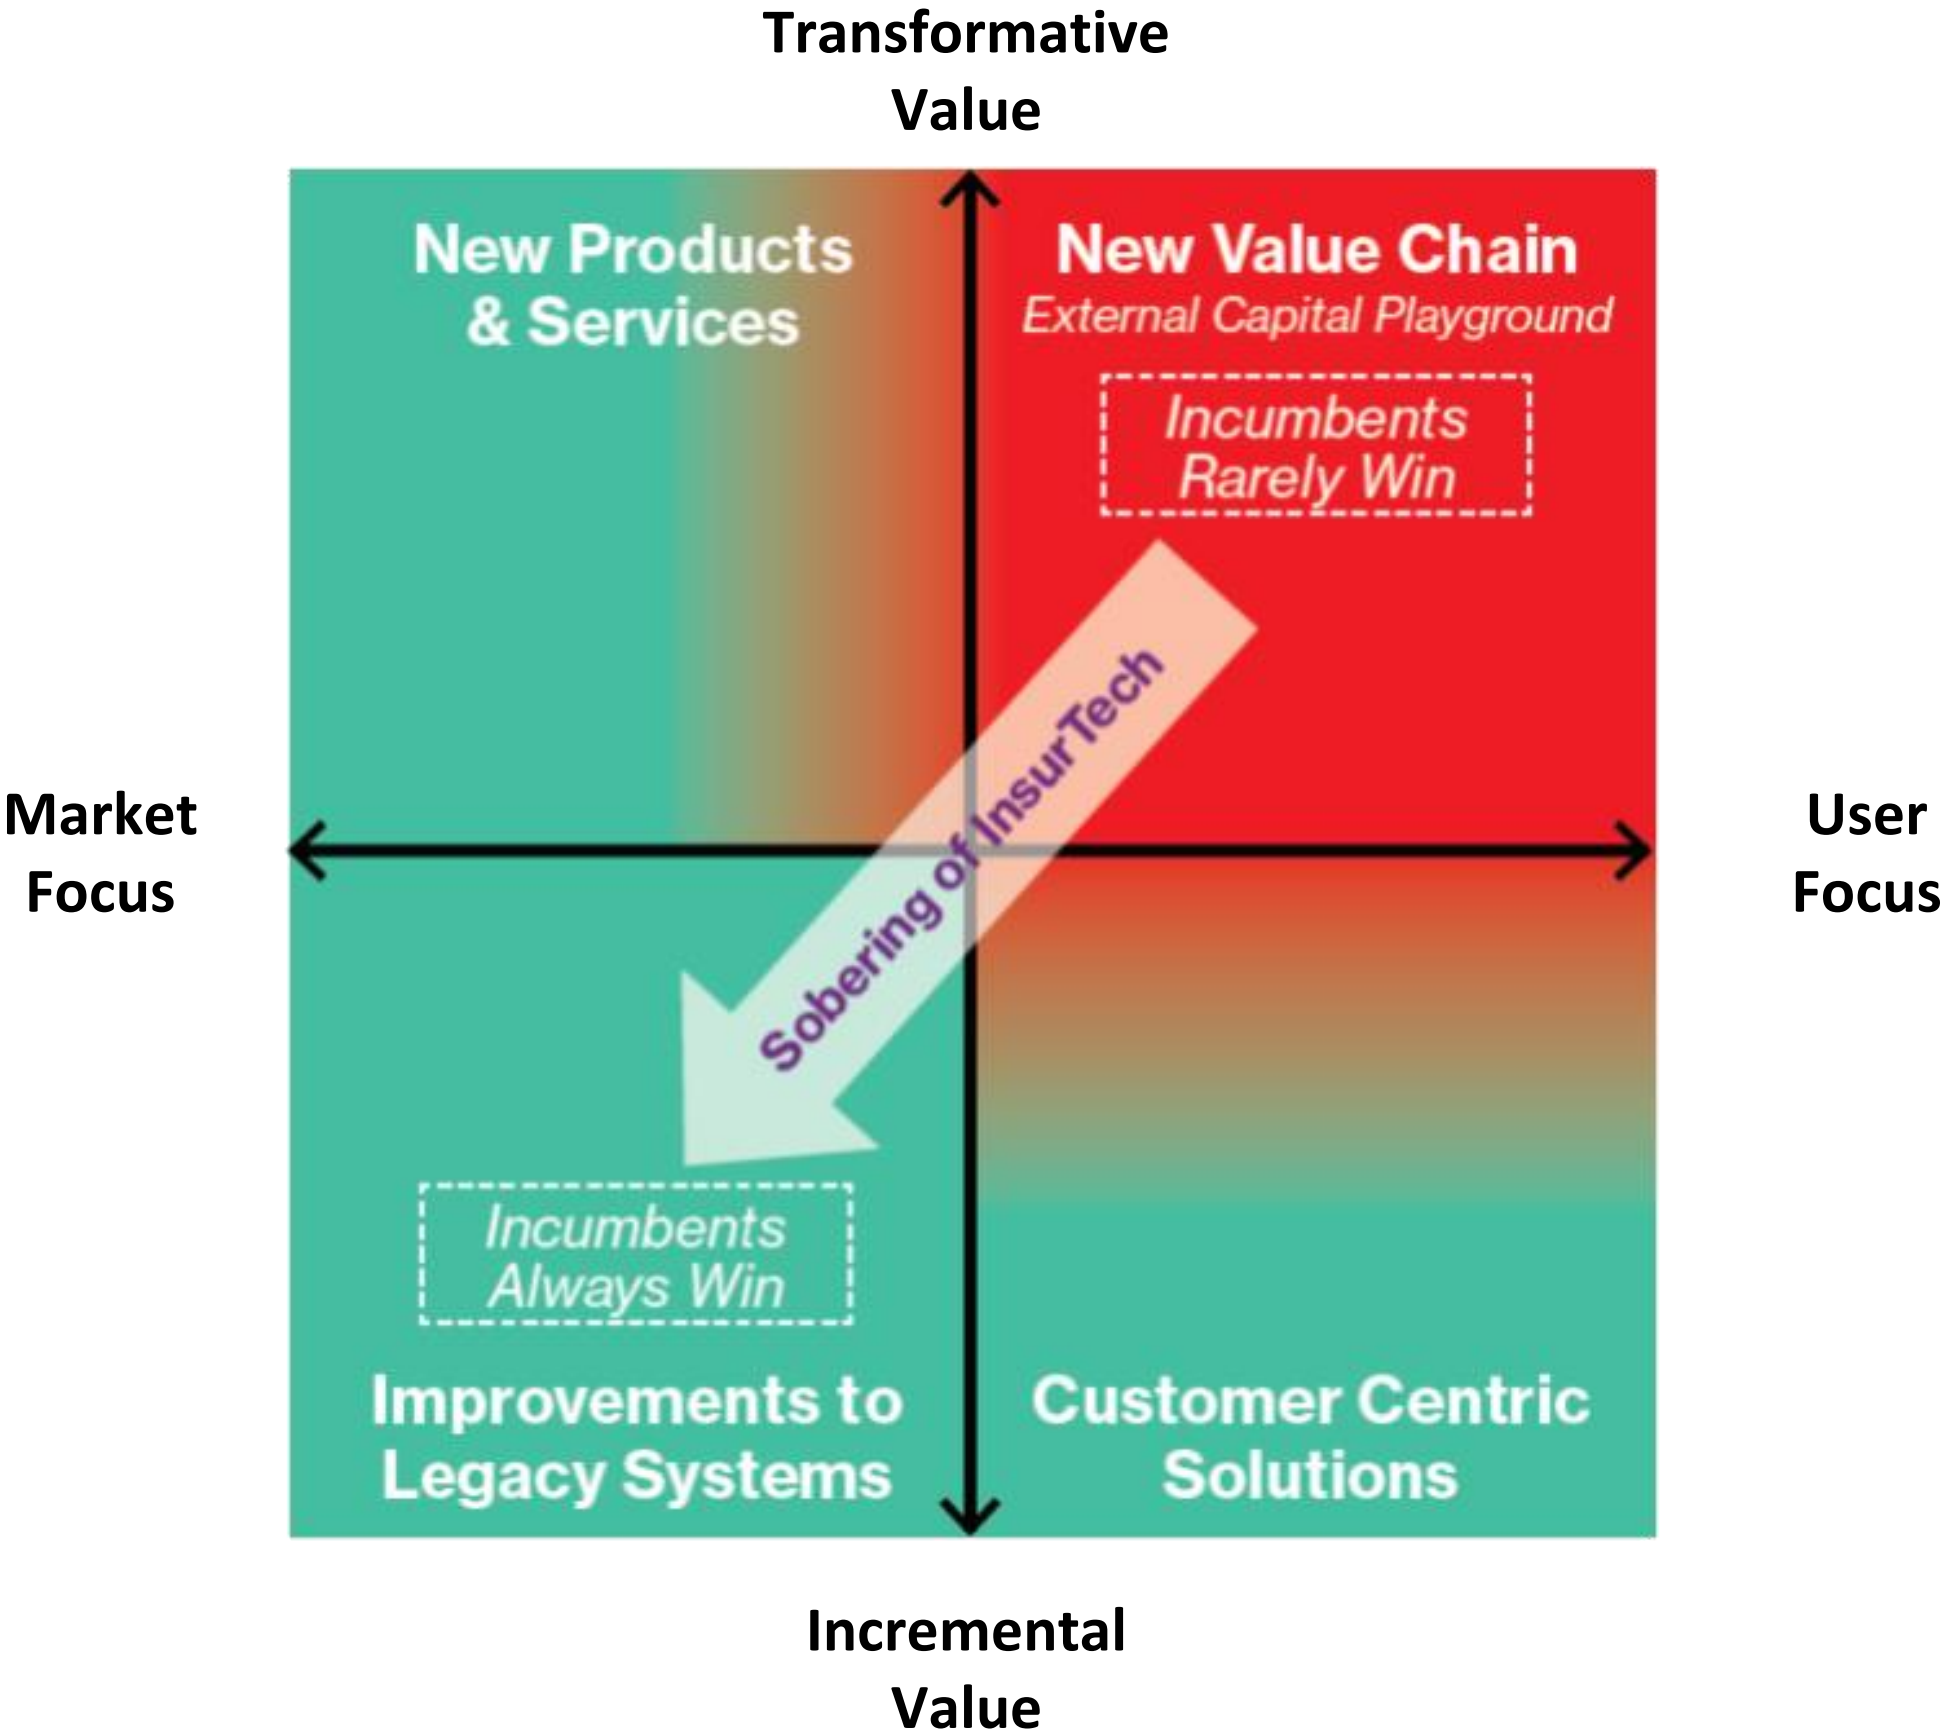 Transformative
Value
New Products
& Services
New Value Chain
External Capital Playground
Incumbents
Rarely Win
Sobering of InsurTech
Market
Focus
User
Focus
Incumbents
Always Win
Improvements to
Legacy Systems
Customer Centric
Solutions
Incremental
Value